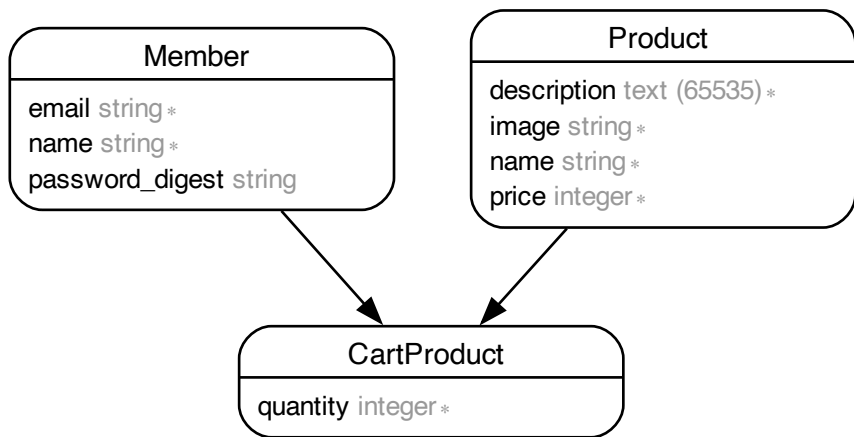 Member
email string *
name string *
password_digest string
Product
description text (65535) *
image string *
name string *
price integer *
CartProduct
quantity integer *